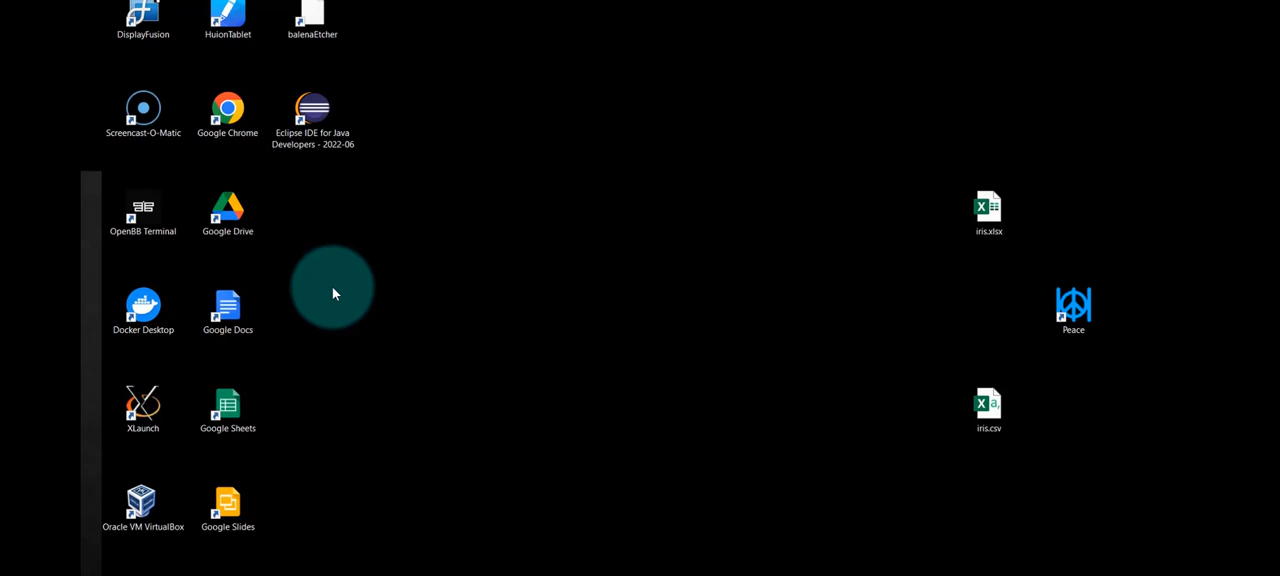 DisplayFusion
HuionTablet
balenaEtcher
Screencast-O-Matic
Google Chrome
Eclipse IDE for Java
Developers - 2022-06
OpenBB Terminal
Google Drive
iris.xlsx
Docker Desktop
Google Docs
Peace
XLaunch
Google Sheets
iris.csv
Oracle VM VirtualBox
Google Slides